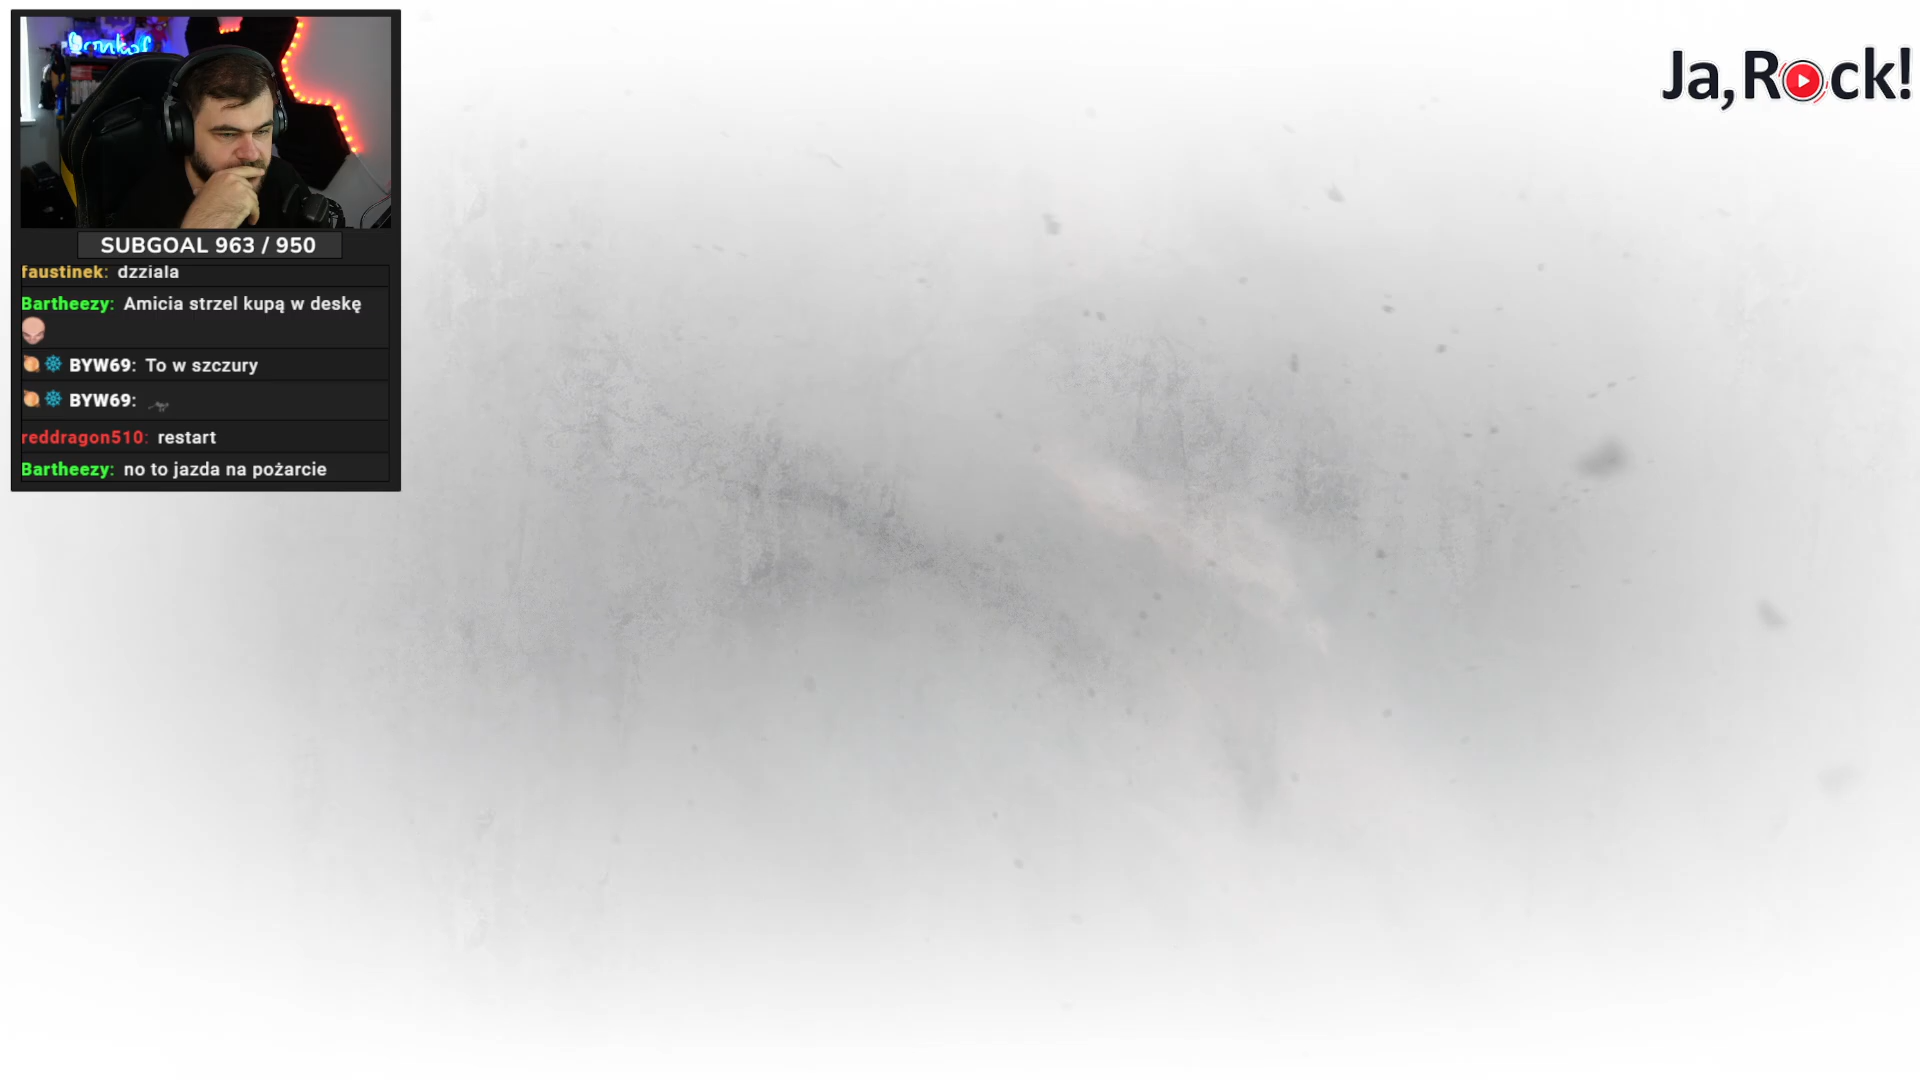 Ja, Rock!
SUBGOAL 963 / 950
faustinek: dzziala
Bartheezy: Amicia strzel kupą w deskę
BYW69: To w szczury
BYW69:
reddragon510: restart
Bartheezy: no to jazda na pożarcie